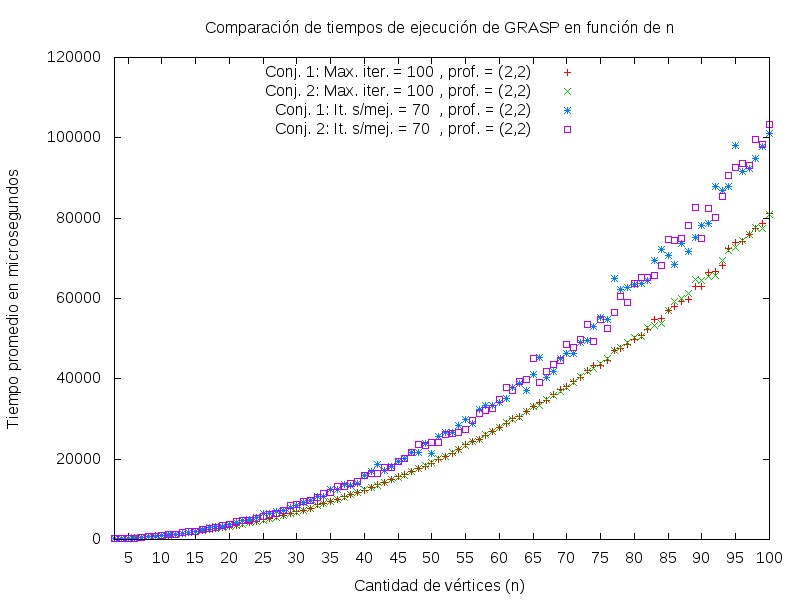 Comparación de tiempos de ejecución de GRASP en función de n
120000
100000
80000
60000
40000
20000
0
Tiempo promedio en microsegundos
Conj. 1: Max. iter. = 100 , prof. = (2,2)
Conj. 2: Max. iter. = 100 , prof. = (2,2)
Conj. 1: It. s/mej. = 70 , prof. = (2,2)
Conj. 2: It. s/mej. = 70 , prof. = (2,2)
5 10 15 20 25 30 35 40 45 50 55 60 65 70 75 80 85 90 95 100
Cantidad de vértices (n)